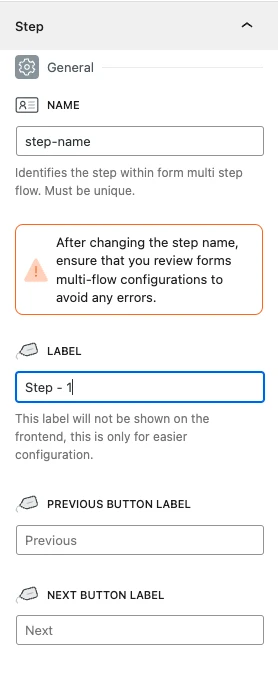 Step
General
NAME
step-name
Identifies the step within form multi step
flow. Must be unique.
After changing the step name,
ensure that you review forms
multi-flow configurations to
avoid any errors.
LABEL
Step - 1
This label will not be shown on the
frontend, this is only for easier
configuration.
PREVIOUS BUTTON LABEL
Previous
NEXT BUTTON LABEL
Next